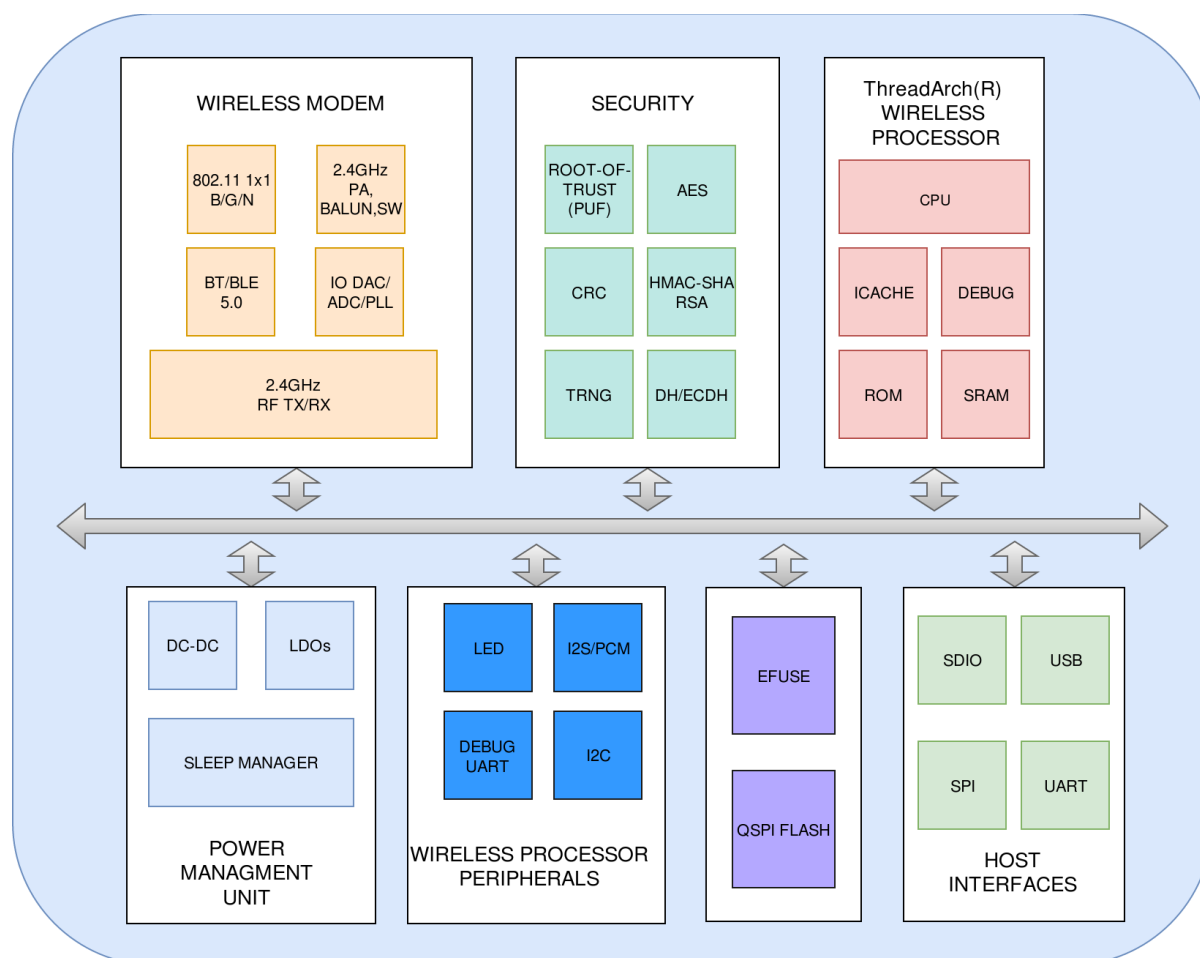 WIRELESS MODEM
802.11 1x1
B/G/N
2.4GHz
PA,
BALUN,SW
BT/BLE
5.0
IO DAC/
ADC/PLL
2.4GHz
RF TX/RX
SECURITY
ROOT-OF-
TRUST
(PUF)
AES
CRC
HMAC-SHA
RSA
TRNG
DH/ECDH
ThreadArch(R)
WIRELESS
PROCESSOR
CPU
ICACHE
DEBUG
ROM
SRAM
DC-DC
LDOs
SLEEP MANAGER
POWER
MANAGMENT
UNIT
LED
I2S/PCM
DEBUG
UART
I2C
WIRELESS PROCESSOR
PERIPHERALS
EFUSE
QSPI FLASH
SDIO
USB
SPI
UART
HOST
INTERFACES